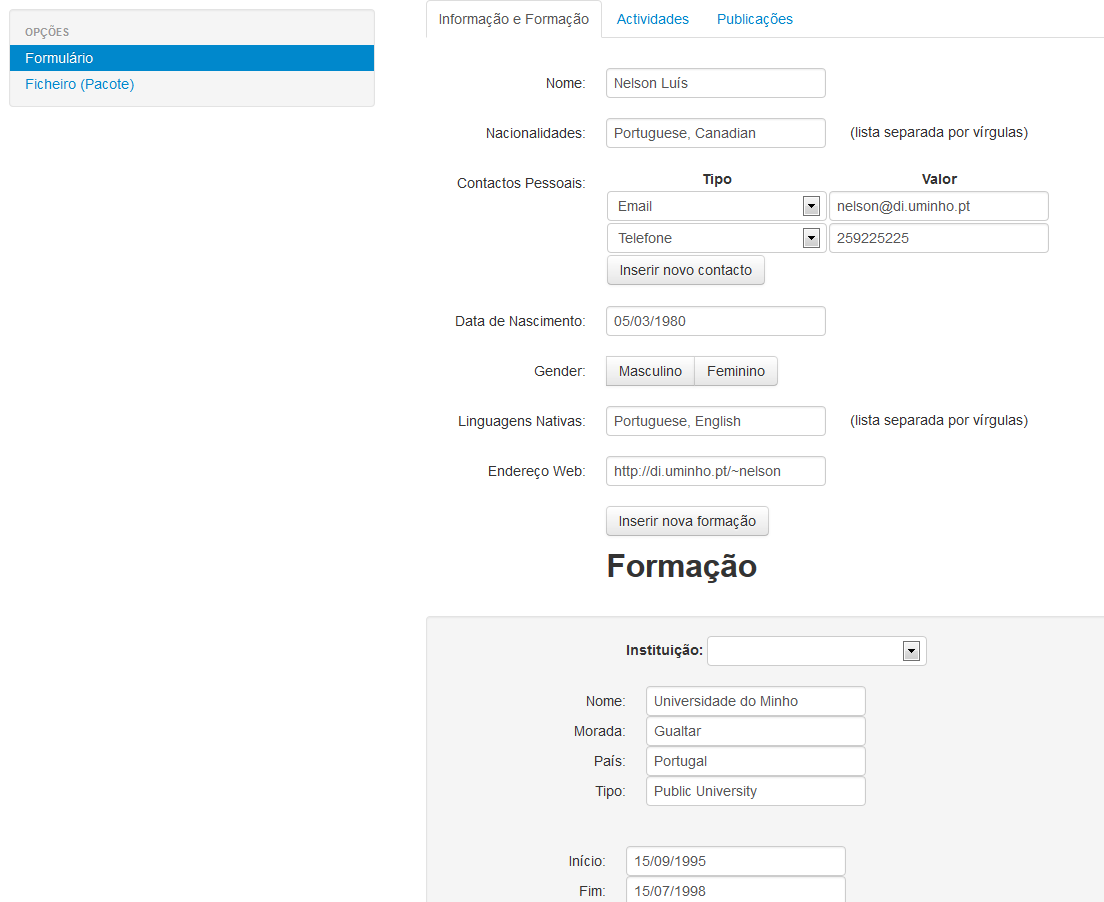 OPÇÕES
Formulário
Ficheiro (Pacote)
Informação e Formação Actividades Publicações
Nome: Nelson Luís
Nacionalidades: Portuguese, Canadian (lista separada por vírgulas)
Contactos Pessoais: Tipo Valor
Email nelson@di.uminho.pt
Telefone 259225225
Inserir novo contacto
Data de Nascimento: 05/03/1980
Gender: Masculino Feminino
Linguagens Nativas: Portuguese, English (lista separada por vírgulas)
Endereço Web: http://di.uminho.pt/~nelson
Inserir nova formação
Formação
Instituição:
Nome: Universidade do Minho
Morada: Gualtar
País: Portugal
Tipo: Public University
Início: 15/09/1995
Fim: 15/07/1998